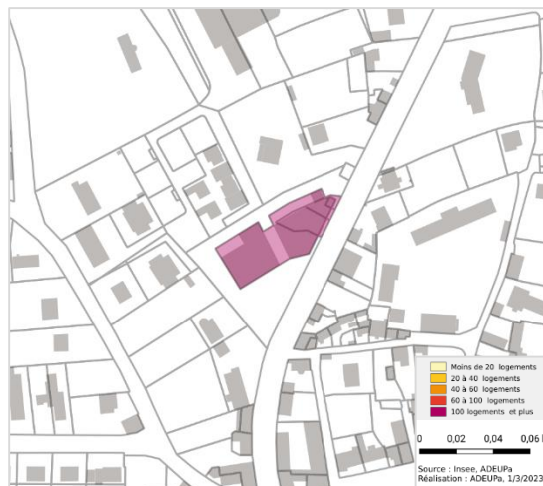 Moins de 20 logements
20 à 40 logements
40 à 60 logements
60 à 100 logements
100 logements et plus
0 0,02 0,04 0,06
Source : Insee, ADEUPa
Réalisation : ADEUPa, 1/3/2023